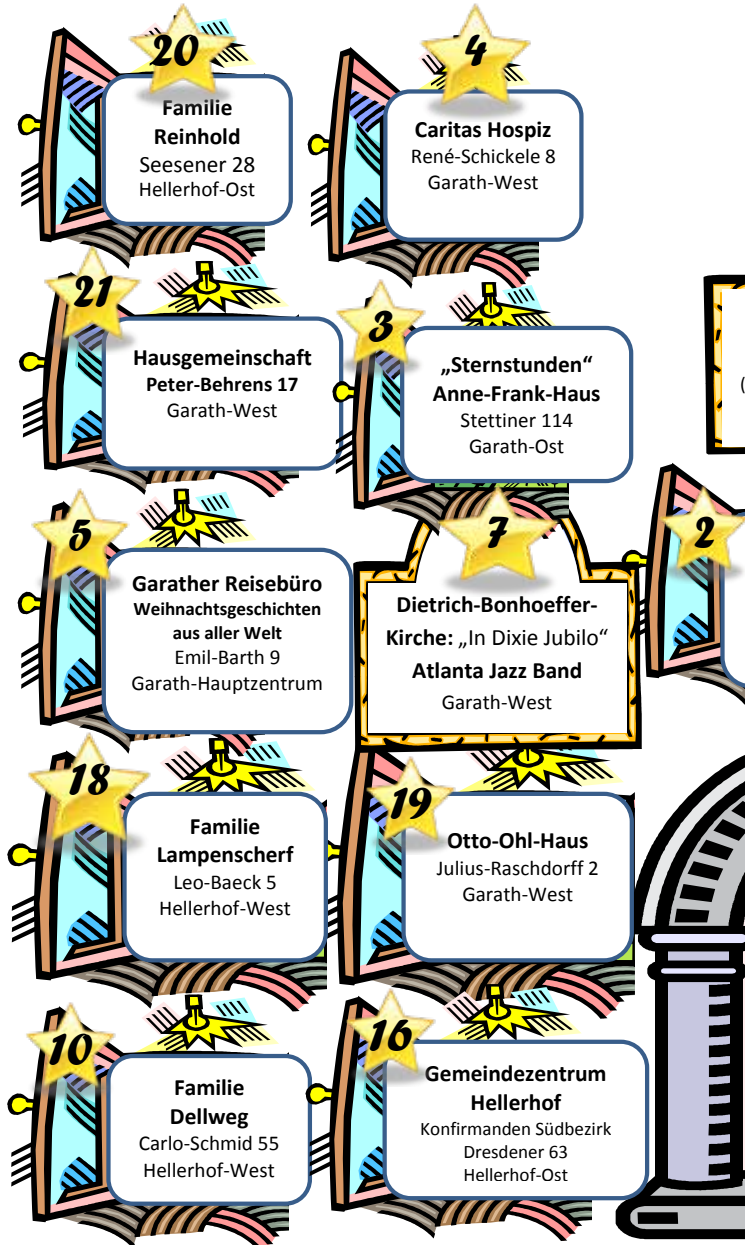 20
Familie
Reinhold
Seesener 28
Hellerhof-Ost
4
Caritas Hospiz
René-Schickele 8
Garath-West
21
Hausgemeinschaft
Peter-Behrens 17
Garath-West
3
„Sternstunden“
Anne-Frank-Haus
Stettiner 114
Garath-Ost
(
5
Garather Reisebüro
Weihnachtsgeschichten
aus aller Welt
Emil-Barth 9
Garath-Hauptzentrum
7
Dietrich-Bonhoeffer-
Kirche: „In Dixie Jubilo“
Atlanta Jazz Band
Garath-West
2
18
Familie
Lampenscherf
Leo-Baeck 5
Hellerhof-West
19
Otto-Ohl-Haus
Julius-Raschdorff 2
Garath-West
10
Familie
Dellweg
Carlo-Schmid 55
Hellerhof-West
16
Gemeindezentrum
Hellerhof
Konfirmanden Südbezirk
Dresdener 63
Hellerhof-Ost